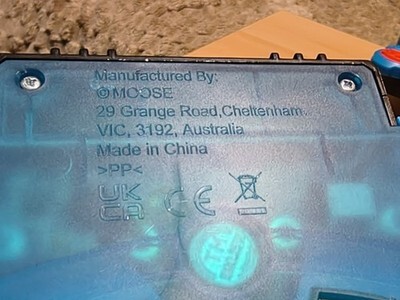 Manufactured By:
© MOOSE
29 Grange Road,Cheltenham
VIC, 3192, Australia
Made in China
>PP<
UK
CA
CE